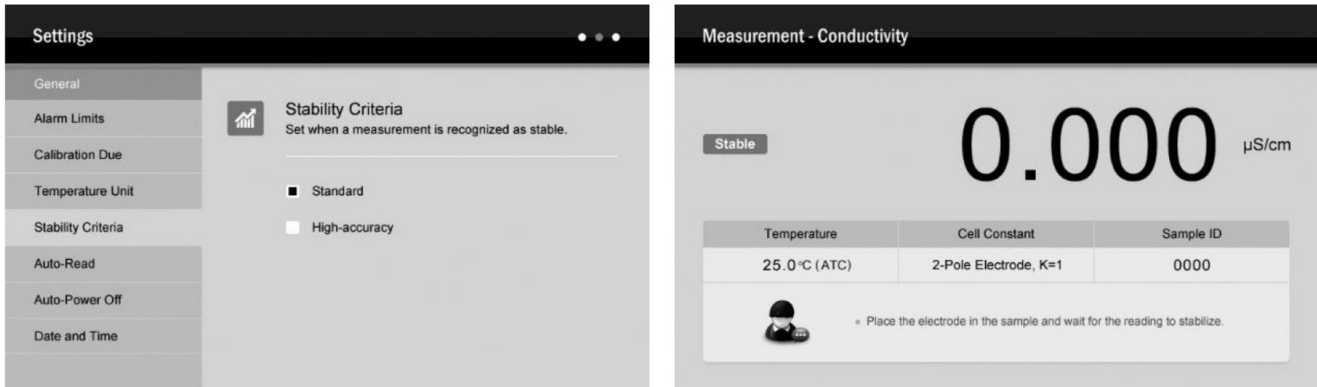 Settings
General
Alarm Limits
Calibration Due
Temperature Unit
Stability Criteria
Auto-Read
Auto-Power Off
Date and Time
Stability Criteria
Set when a measurement is recognized as stable.
Standard
High-accuracy
Measurement - Conductivity
Stable
0.000 µS/cm
Temperature Cell Constant Sample ID
25.0°C (ATC) 2-Pole Electrode, K=1 0000
Place the electrode in the sample and wait for the reading to stabilize.